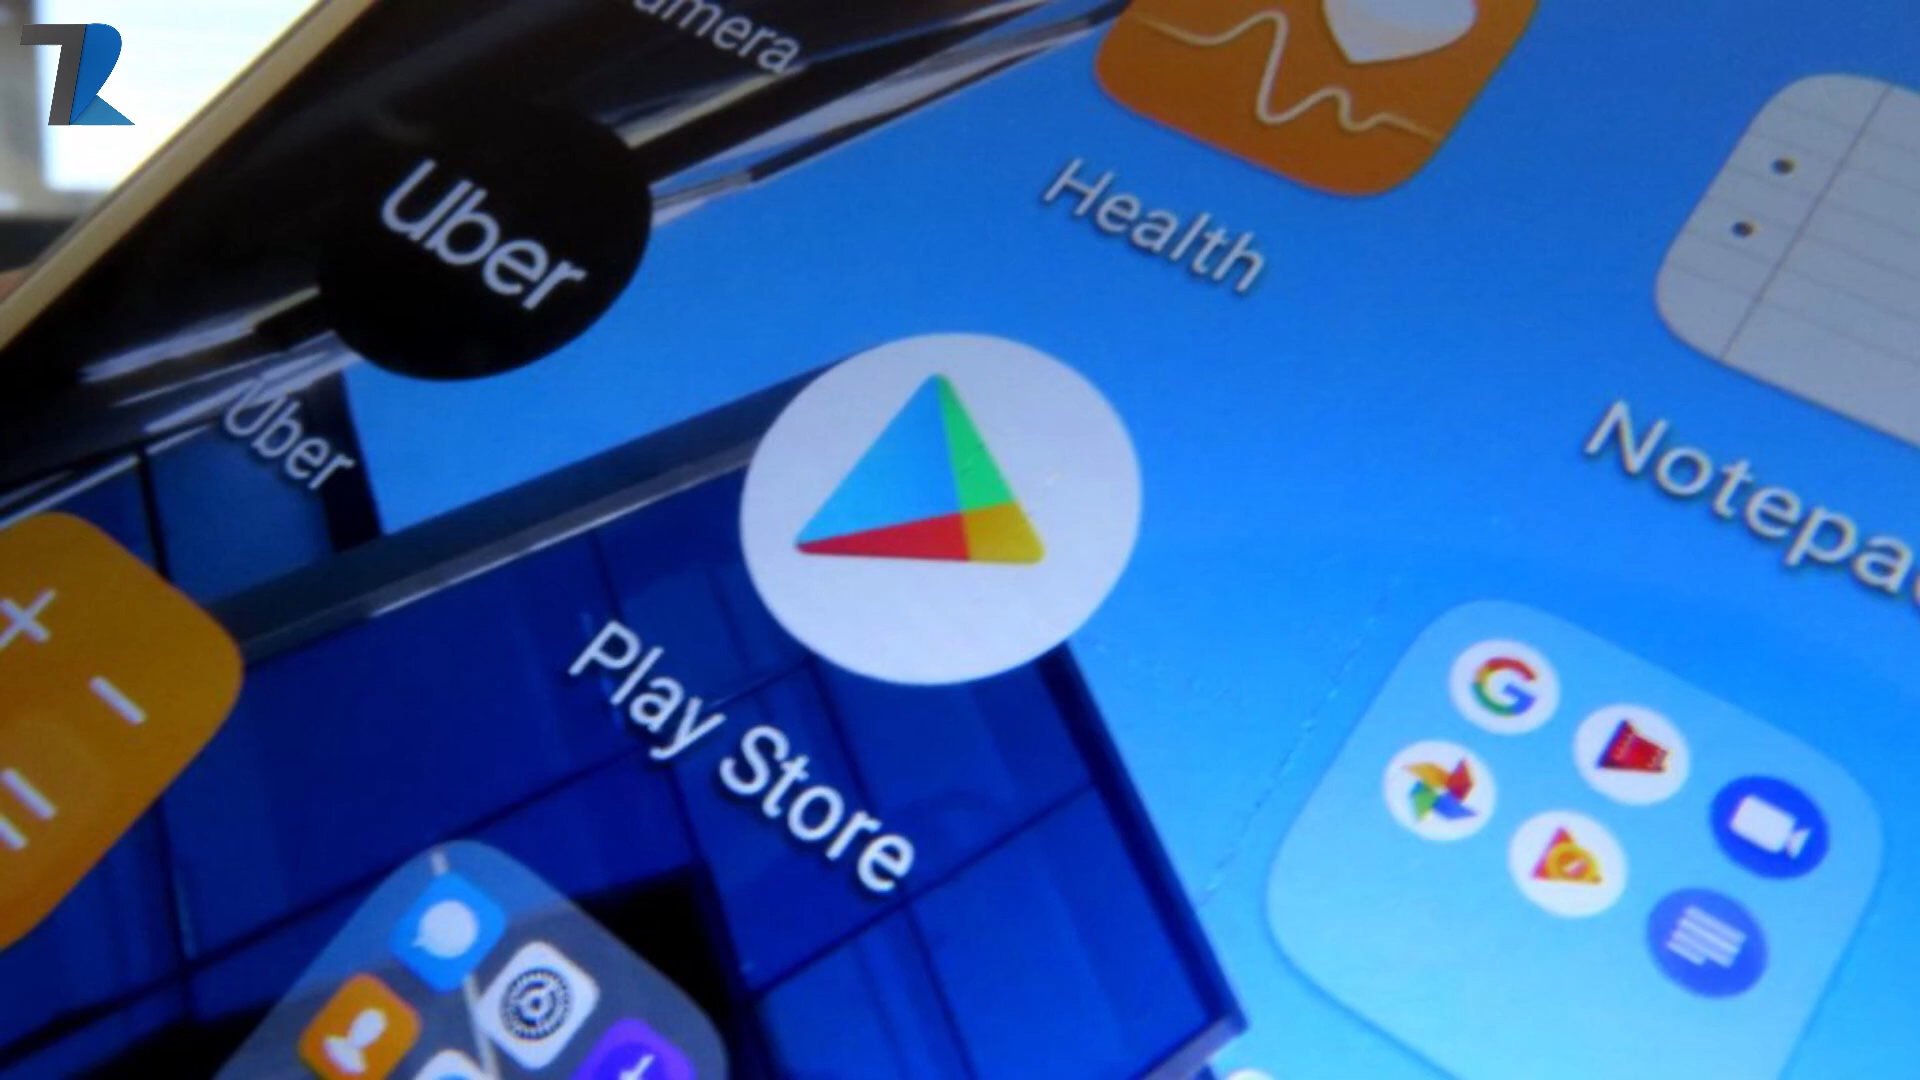 amera
Uber
Health
Uber
Notepa
Play Store
G